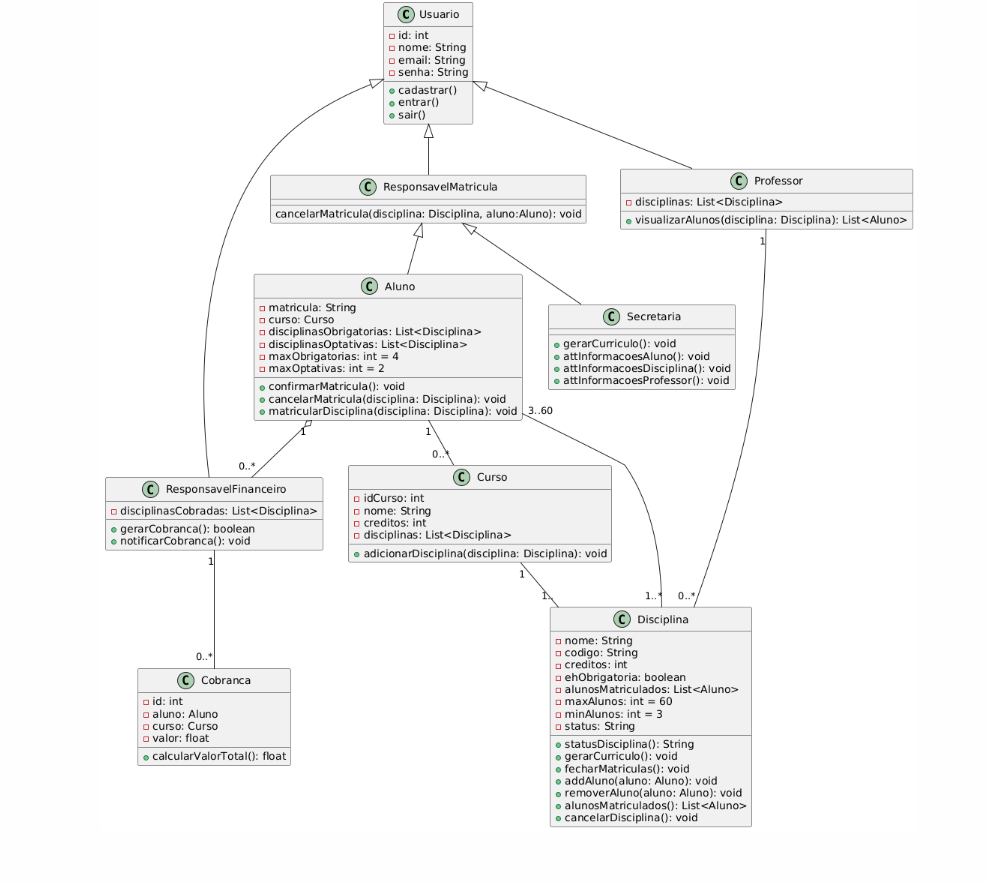 C Usuario
id: int
nome: String
email: String
senha: String
cadastrar()
entrar()
sair()
C ResponsavelMatricula
cancelarMatricula(disciplina: Disciplina, aluno:Aluno): void
C Professor
disciplinas: List<Disciplina>
visualizarAlunos(disciplina: Disciplina): List<Aluno>
1
C Aluno
matricula: String
curso: Curso
disciplinasObrigatorias: List<Disciplina>
disciplinasOptativas: List<Disciplina>
maxObrigatorias: int = 4
maxOptativas: int = 2
confirmarMatricula(): void
cancelarMatricula(disciplina: Disciplina): void
matricularDisciplina(disciplina: Disciplina): void
C Secretaria
gerarCurriculo(): void
attInformacoesAluno(): void
attInformacoesDisciplina(): void
attInformacoesProfessor(): void
3..60
1
1
0..*
0..*
C ResponsavelFinanceiro
disciplinasCobradas: List<Disciplina>
gerarCobranca(): boolean
notificarCobranca(): void
1
C Curso
idCurso: int
nome: String
creditos: int
disciplinas: List<Disciplina>
adicionarDisciplina(disciplina: Disciplina): void
1
1..
1..*
0..*
0..*
C Cobranca
id: int
aluno: Aluno
curso: Curso
valor: float
calcularValorTotal(): float
C Disciplina
nome: String
codigo: String
creditos: int
ehObrigatoria: boolean
alunosMatriculados: List<Aluno>
maxAlunos: int = 60
minAlunos: int = 3
status: String
statusDisciplina(): String
gerarCurriculo(): void
fecharMatriculas(): void
addAluno(aluno: Aluno): void
removerAluno(aluno: Aluno): void
alunosMatriculados(): List<Aluno>
cancelarDisciplina(): void